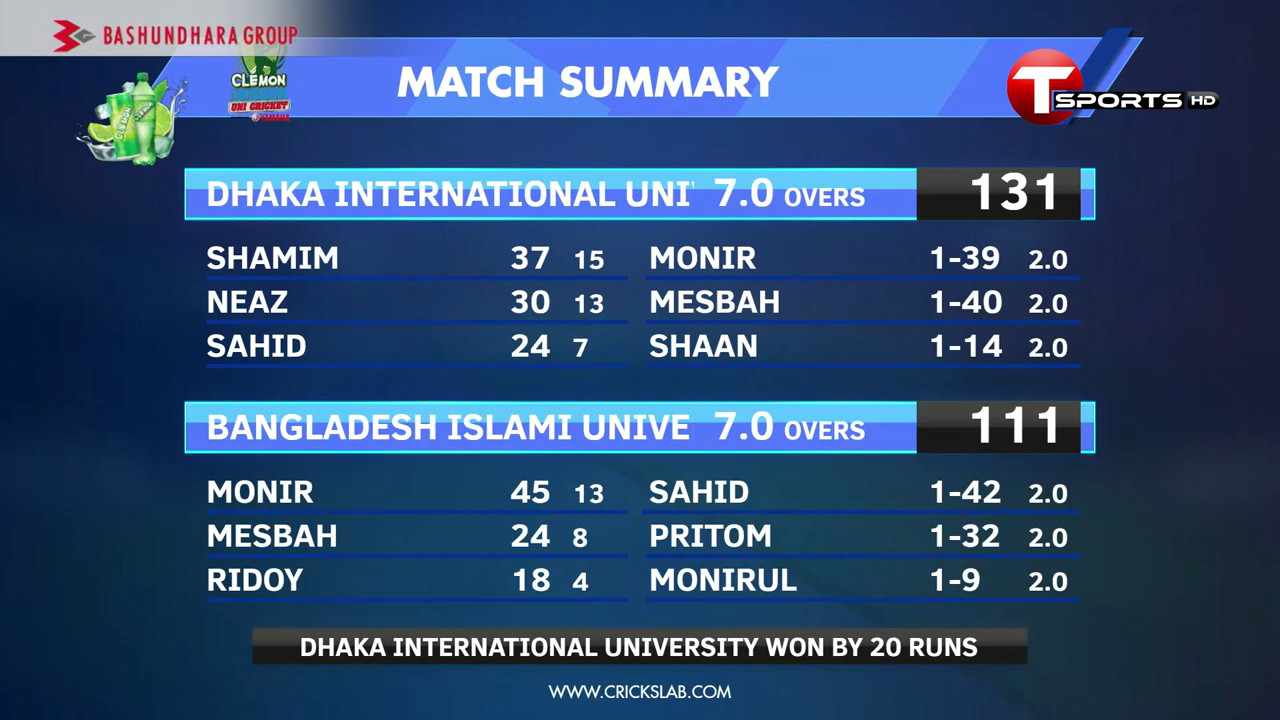 BASHUNDHARA GROUP
CLEMON
UNI CRICKET
MATCH SUMMARY
T SPORTS HD
DHAKA INTERNATIONAL UNI 7.0 OVERS 131
SHAMIM 37 15 MONIR 1-39 2.0
NEAZ 30 13 MESBAH 1-40 2.0
SAHID 24 7 SHAAN 1-14 2.0
BANGLADESH ISLAMI UNIVE 7.0 OVERS 111
MONIR 45 13 SAHID 1-42 2.0
MESBAH 24 8 PRITOM 1-32 2.0
RIDOY 18 4 MONIRUL 1-9 2.0
DHAKA INTERNATIONAL UNIVERSITY WON BY 20 RUNS
WWW.CRICKSLAB.COM